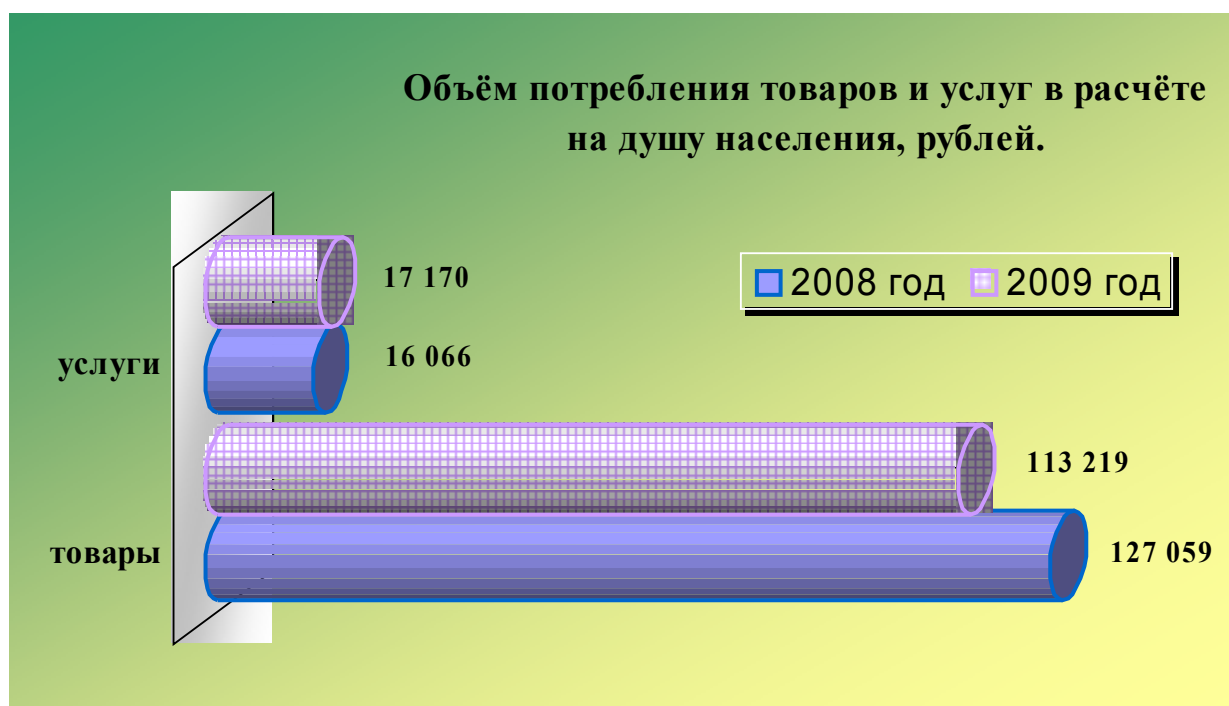 Объём потребления товаров и услуг в расчёте
на душу населения, рублей.
2008 год 2009 год
17 170
услуги
16 066
113 219
товары
127 059